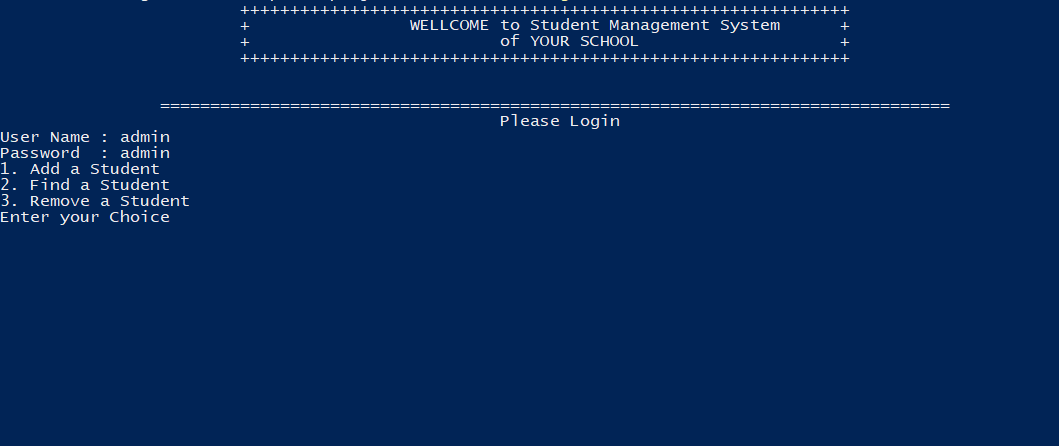 +++++++++++++++++++++++++++++++++++++++++++++++++++++++++++++
+ WELLCOME to Student Management System +
+ of YOUR SCHOOL +
+++++++++++++++++++++++++++++++++++++++++++++++++++++++++++++
===============================================================================
Please Login
User Name : admin
Password  : admin
1. Add a Student
2. Find a Student
3. Remove a Student
Enter your Choice